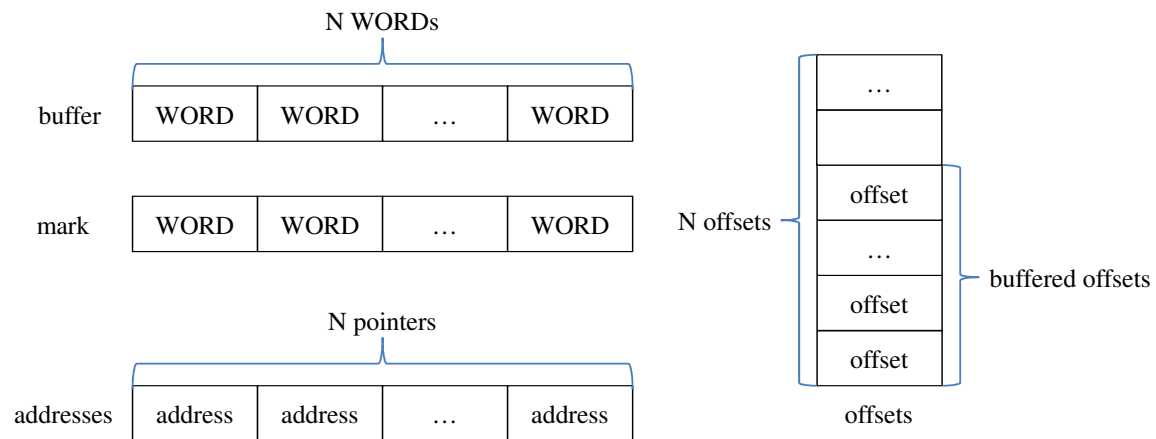 N WORDs
buffer WORD WORD … WORD
mark WORD WORD … WORD
N pointers
addresses address address … address
…
offset
N offsets
…
buffered offsets
offset
offset
offsets